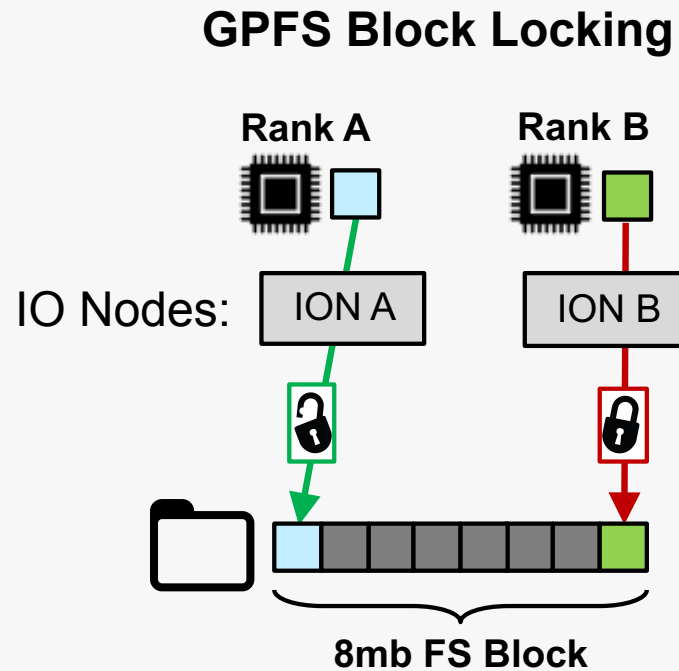 GPFS Block Locking
Rank A
Rank B
IO Nodes:
ION A
ION B
8mb FS Block